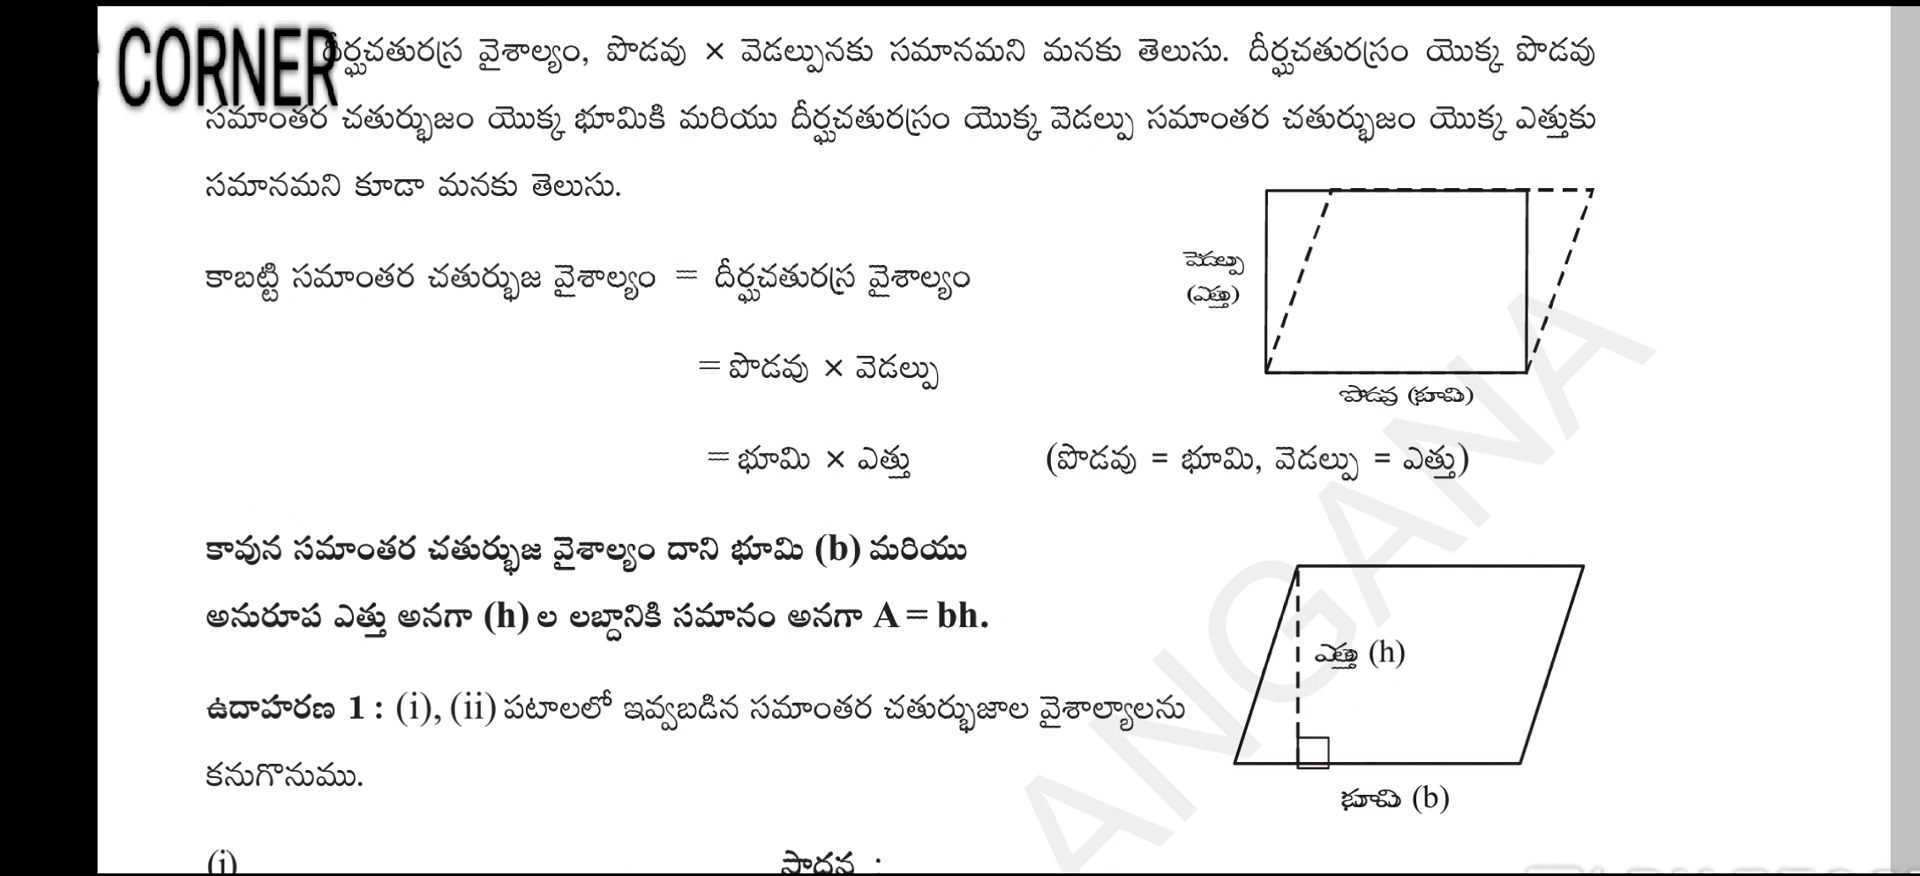 CORNER
దీర్ఘచతురస్ర వైశాల్యం, పొడవు × వెడల్పునకు సమానమని మనకు తెలుసు. దీర్ఘచతురస్రం యొక్క పొడవు
సమాంతర చతుర్భుజం యొక్క భూమికి మరియు దీర్ఘచతురస్రం యొక్క వెడల్పు సమాంతర చతుర్భుజం యొక్క ఎత్తుకు
సమానమని కూడా మనకు తెలుసు.
కాబట్టి సమాంతర చతుర్భుజ వైశాల్యం = దీర్ఘచతురస్ర వైశాల్యం
వెడల్పు
(ఎత్తు)
= పొడవు × వెడల్పు
పొడవు (భూమి)
= భూమి × ఎత్తు (పొడవు = భూమి, వెడల్పు = ఎత్తు)
కావున సమాంతర చతుర్భుజ వైశాల్యం దాని భూమి (b) మరియు
అనురూప ఎత్తు అనగా (h) ల లబ్దానికి సమానం అనగా A = bh.
ఎత్తు (h)
ఉదాహరణ 1 : (i), (ii) పటాలలో ఇవ్వబడిన సమాంతర చతుర్భుజాల వైశాల్యాలను
కనుగొనుము.
భూమి (b)
(i) సాధన :
ANGANA